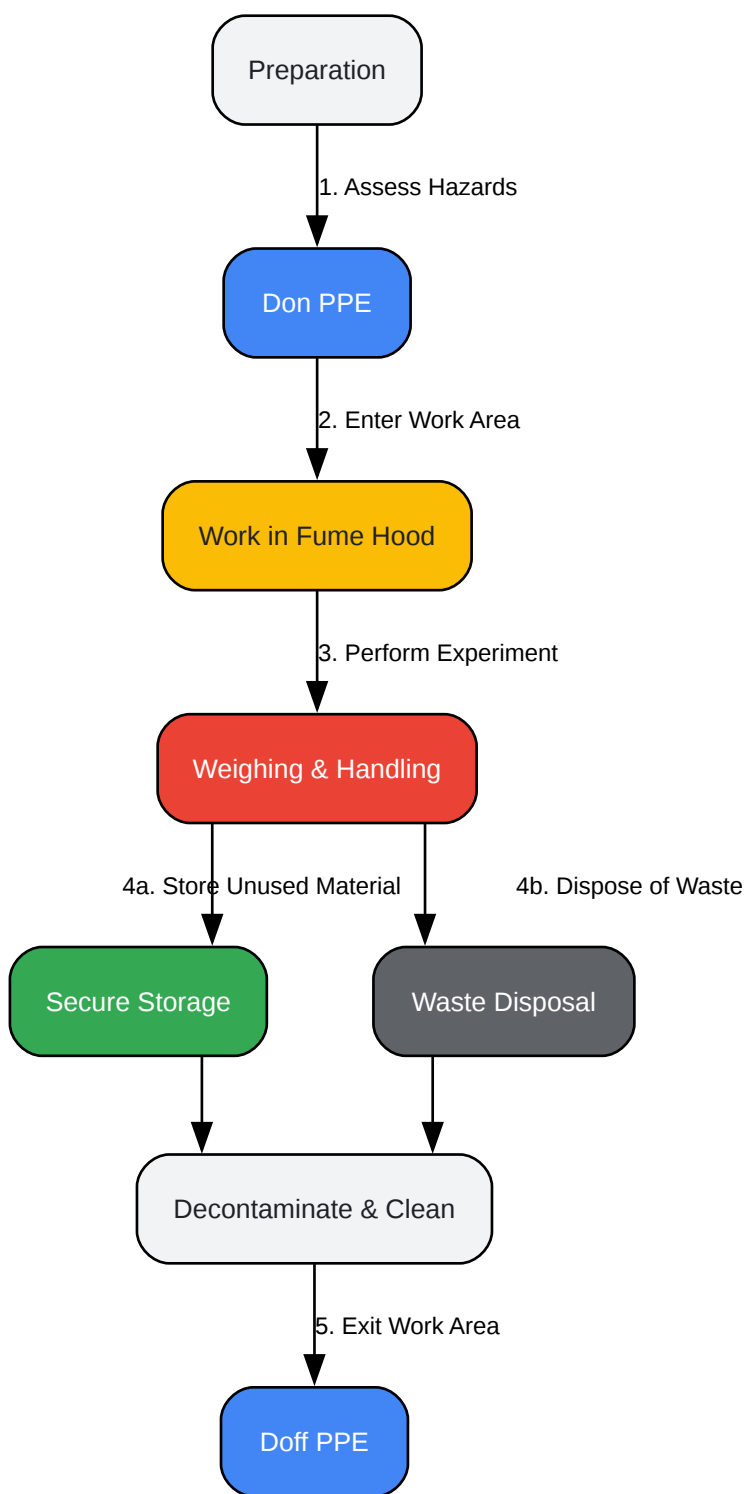 Preparation
1. Assess Hazards
Don PPE
2. Enter Work Area
Work in Fume Hood
3. Perform Experiment
Weighing & Handling
4a. Store Unused Material
4b. Dispose of Waste
Secure Storage
Waste Disposal
Decontaminate & Clean
5. Exit Work Area
Doff PPE